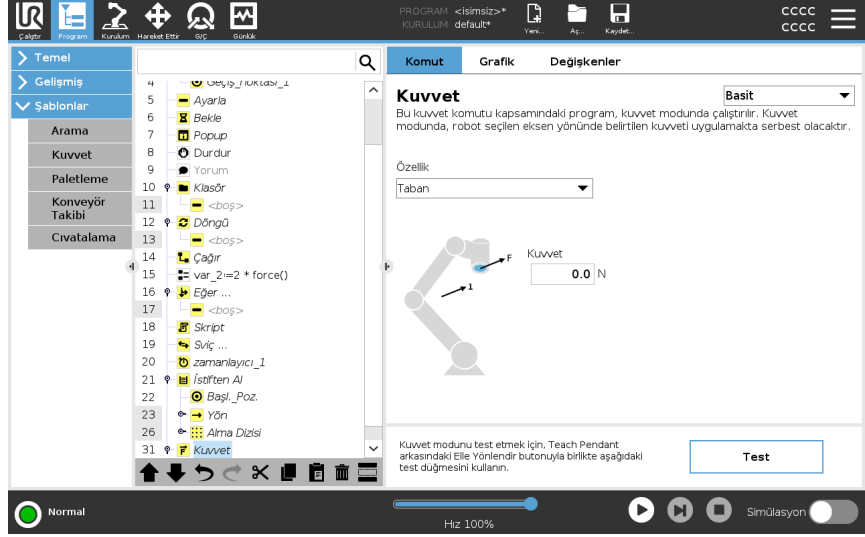 UR
PROGRAM <isimsiz>*
KURULUM default*
CCCC
CCCC
Çalıştır
Program
Kurulum
Hareket Ettir
G/Ç
Günlük
Yeni...
Aç...
Kaydet...
Temel
Gelişmiş
Şablonlar
Arama
Kuvvet
Paletleme
Konveyör
Takibi
Cıvatalama
4 Geçiş_noktası_1
5 Ayarla
6 Bekle
7 Popup
8 Durdur
9 Yorum
10 Klasör
11 <boş>
12 Döngü
13 <boş>
14 Çağır
15 var_2:=2 * force()
16 Eğer ...
17 <boş>
18 Skript
19 Sviç ...
20 zamanlayıcı_1
21 İstiften Al
22 Başl._Poz.
23 Yön
26 Alma Dizisi
31 Kuvvet
Komut
Grafik
Değişkenler
Kuvvet
Basit
Bu kuvvet komutu kapsamındaki program, kuvvet modunda çalıştırılır. Kuvvet
modunda, robot seçilen eksen yönünde belirtilen kuvveti uygulamakta serbest olacaktır.
Özellik
Taban
F
1
Kuvvet
0.0 N
Kuvvet modunu test etmek için, Teach Pendant
arkasındaki Elle Yönlendir butonuyla birlikte aşağıdaki
test düğmesini kullanın.
Test
Normal
Hız 100%
Simülasyon